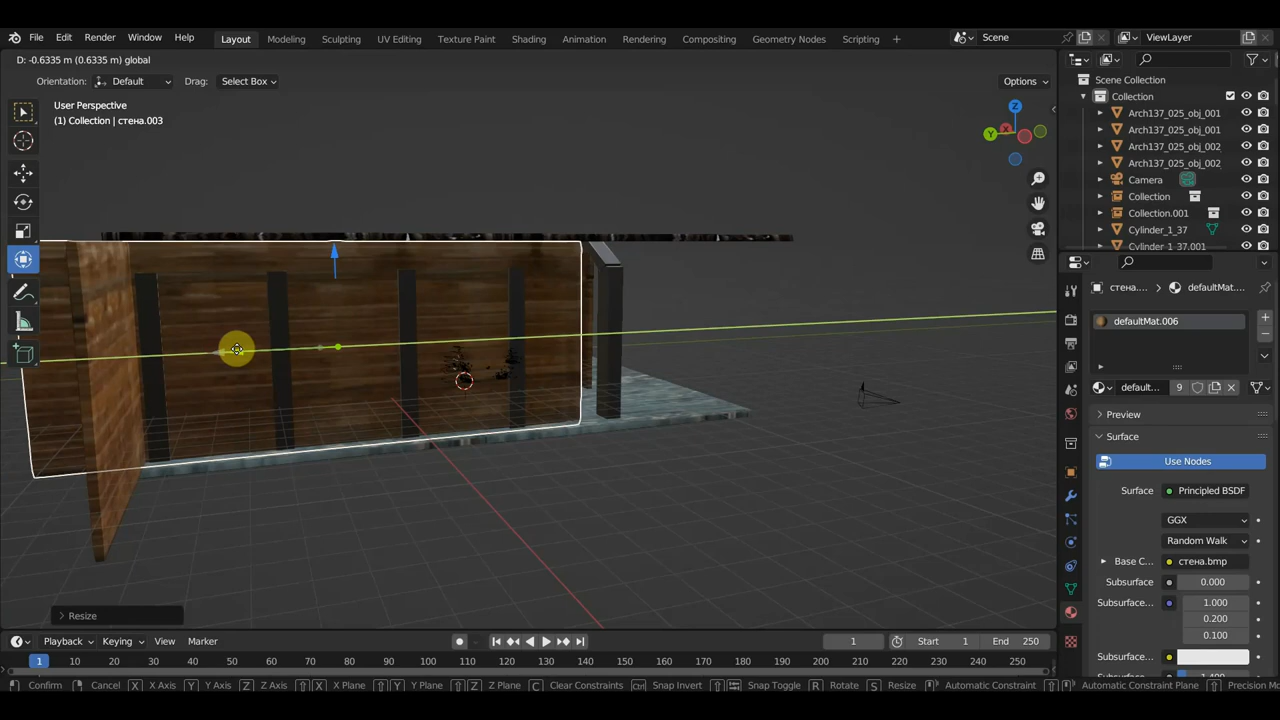 File Edit Render Window Help Layout Modeling Sculpting UV Editing Texture Paint Shading Animation Rendering Compositing Geometry Nodes Scripting + Scene ViewLayer
D: -0.6335 m (0.6335 m) global
Orientation: Default Drag: Select Box Options
User Perspective
(1) Collection | стена.003
Z
Y
X
Scene Collection
Collection
Arch137_025_obj_001
Arch137_025_obj_001
Arch137_025_obj_002
Arch137_025_obj_002
Camera
Collection
Collection.001
Cylinder_1_37
Cylinder_1_37.001
стена.... defaultMat....
defaultMat.006
default... 9
Preview
Surface
Use Nodes
Surface Principled BSDF
GGX
Random Walk
Base C... стена.bmp
Subsurface 0.000
Subsurface... 1.000
0.200
0.100
Subsurface...
Subsurface... 1.400
Resize
Playback Keying View Marker 1 Start 1 End 250
1 10 20 30 40 50 60 70 80 90 100 110 120 130 140 150 160 170 180 190 200 210 220 230 240 250
Confirm Cancel X X Axis Y Y Axis Z Z Axis X X Plane Y Y Plane Z Z Plane C Clear Constraints Ctrl Snap Invert Snap Toggle R Rotate S Resize Automatic Constraint Automatic Constraint Plane Precision Mo